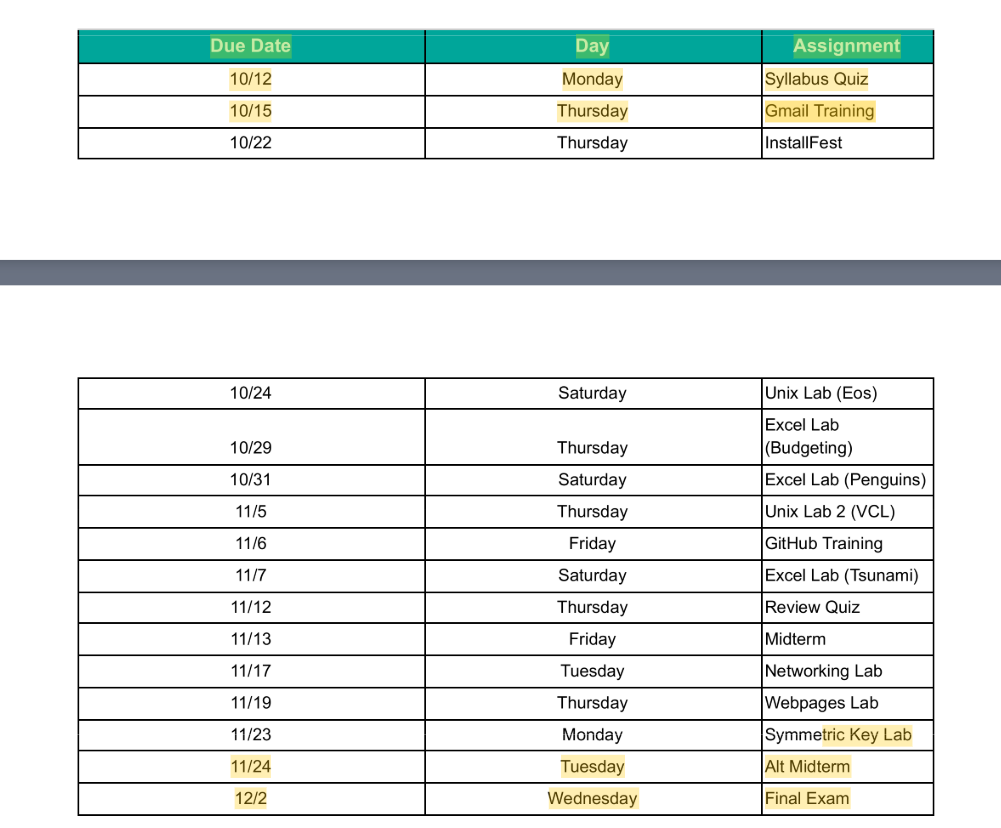 Due Date Day Assignment
10/12 Monday Syllabus Quiz
10/15 Thursday Gmail Training
10/22 Thursday InstallFest
10/24 Saturday Unix Lab (Eos)
Excel Lab
10/29 Thursday (Budgeting)
10/31 Saturday Excel Lab (Penguins)
11/5 Thursday Unix Lab 2 (VCL)
11/6 Friday GitHub Training
11/7 Saturday Excel Lab (Tsunami)
11/12 Thursday Review Quiz
11/13 Friday Midterm
11/17 Tuesday Networking Lab
11/19 Thursday Webpages Lab
11/23 Monday Symmetric Key Lab
11/24 Tuesday Alt Midterm
12/2 Wednesday Final Exam